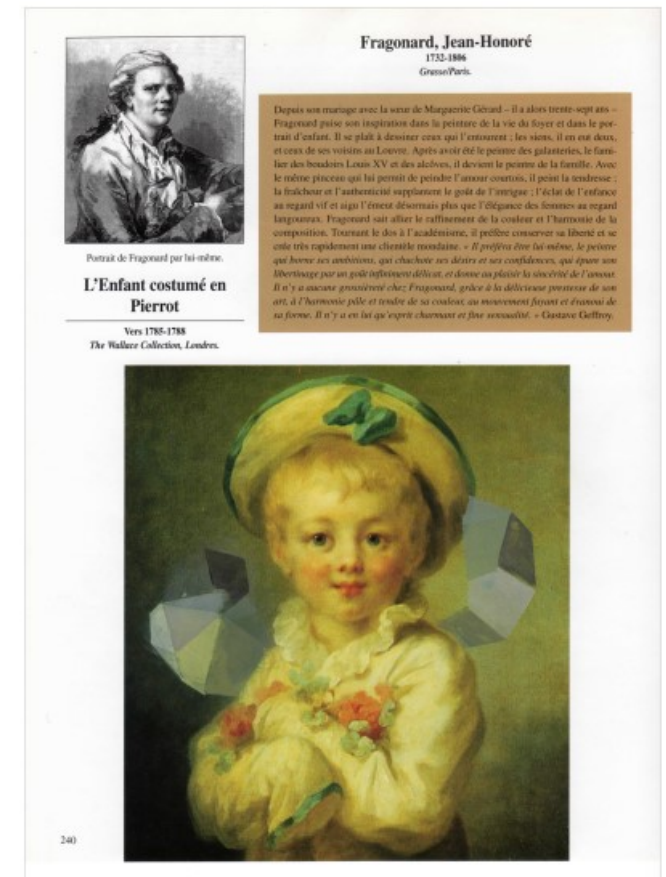 Fragonard, Jean-Honoré
1732-1806
Grasse/Paris.
Depuis son mariage avec la sœur de Marguerite Gérard – il a alors trente-sept ans –
Fragonard puise son inspiration dans la peinture de la vie du foyer et dans le por-
trait d'enfant. Il se plaît à dessiner ceux qui l'entourent ; les siens, il en eut deux,
et ceux de ses voisins au Louvre. Après avoir été le peintre des galanteries, le fami-
lier des boudoirs Louis XV et des alcôves, il devient le peintre de la famille. Avec
le même pinceau qui lui permit de peindre l'amour courtois, il peint la tendresse ;
la fraîcheur et l'authenticité supplantent le goût de l'intrigue ; l'éclat de l'enfance
au regard vif et aigu l'émeut désormais plus que l'élégance des femmes au regard
langoureux. Fragonard sait allier le raffinement de la couleur et l'harmonie de la
composition. Tournant le dos à l'académisme, il préfère conserver sa liberté et se
crée très rapidement une clientèle mondaine. « Il préféra être lui-même, le peintre
qui borne ses ambitions, qui chuchote ses désirs et ses confidences, qui épure son
libertinage par un goût infiniment délicat, et donne au plaisir la sincérité de l'amour.
Il n'y a aucune grossièreté chez Fragonard, grâce à la délicieuse prestesse de son
art, à l'harmonie pâle et tendre de sa couleur, au mouvement fuyant et évanoui de
sa forme. Il n'y a en lui qu'esprit charmant et fine sensualité. » Gustave Geffroy.
Portrait de Fragonard par lui-même.
L'Enfant costumé en
Pierrot
Vers 1785-1788
The Wallace Collection, Londres.
240